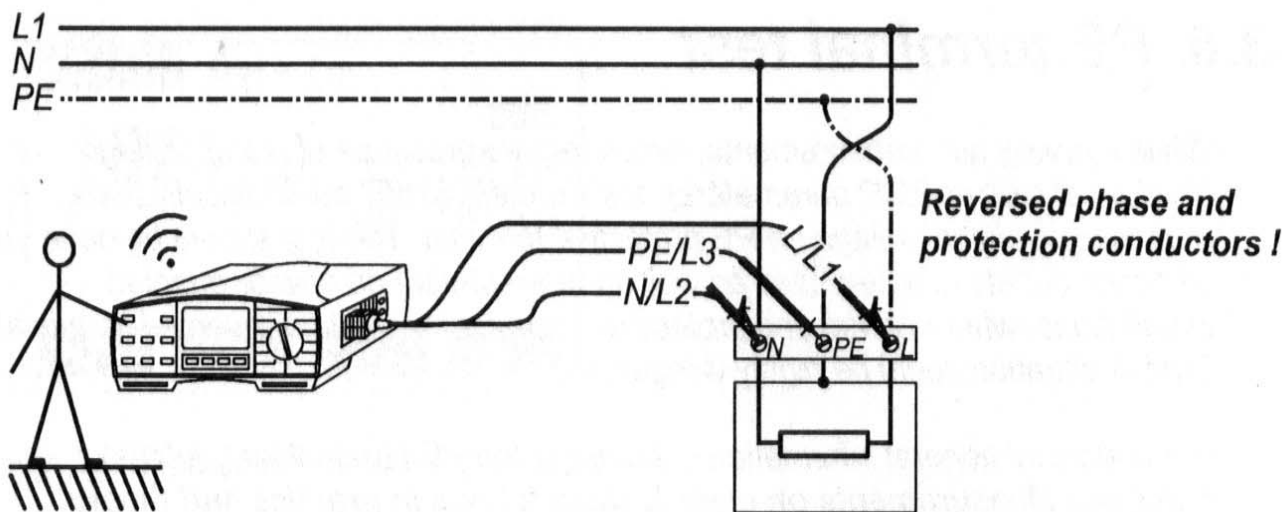 L1
N
PE
Reversed phase and
protection conductors !
PE/L3
L/L1
N/L2
N PE L